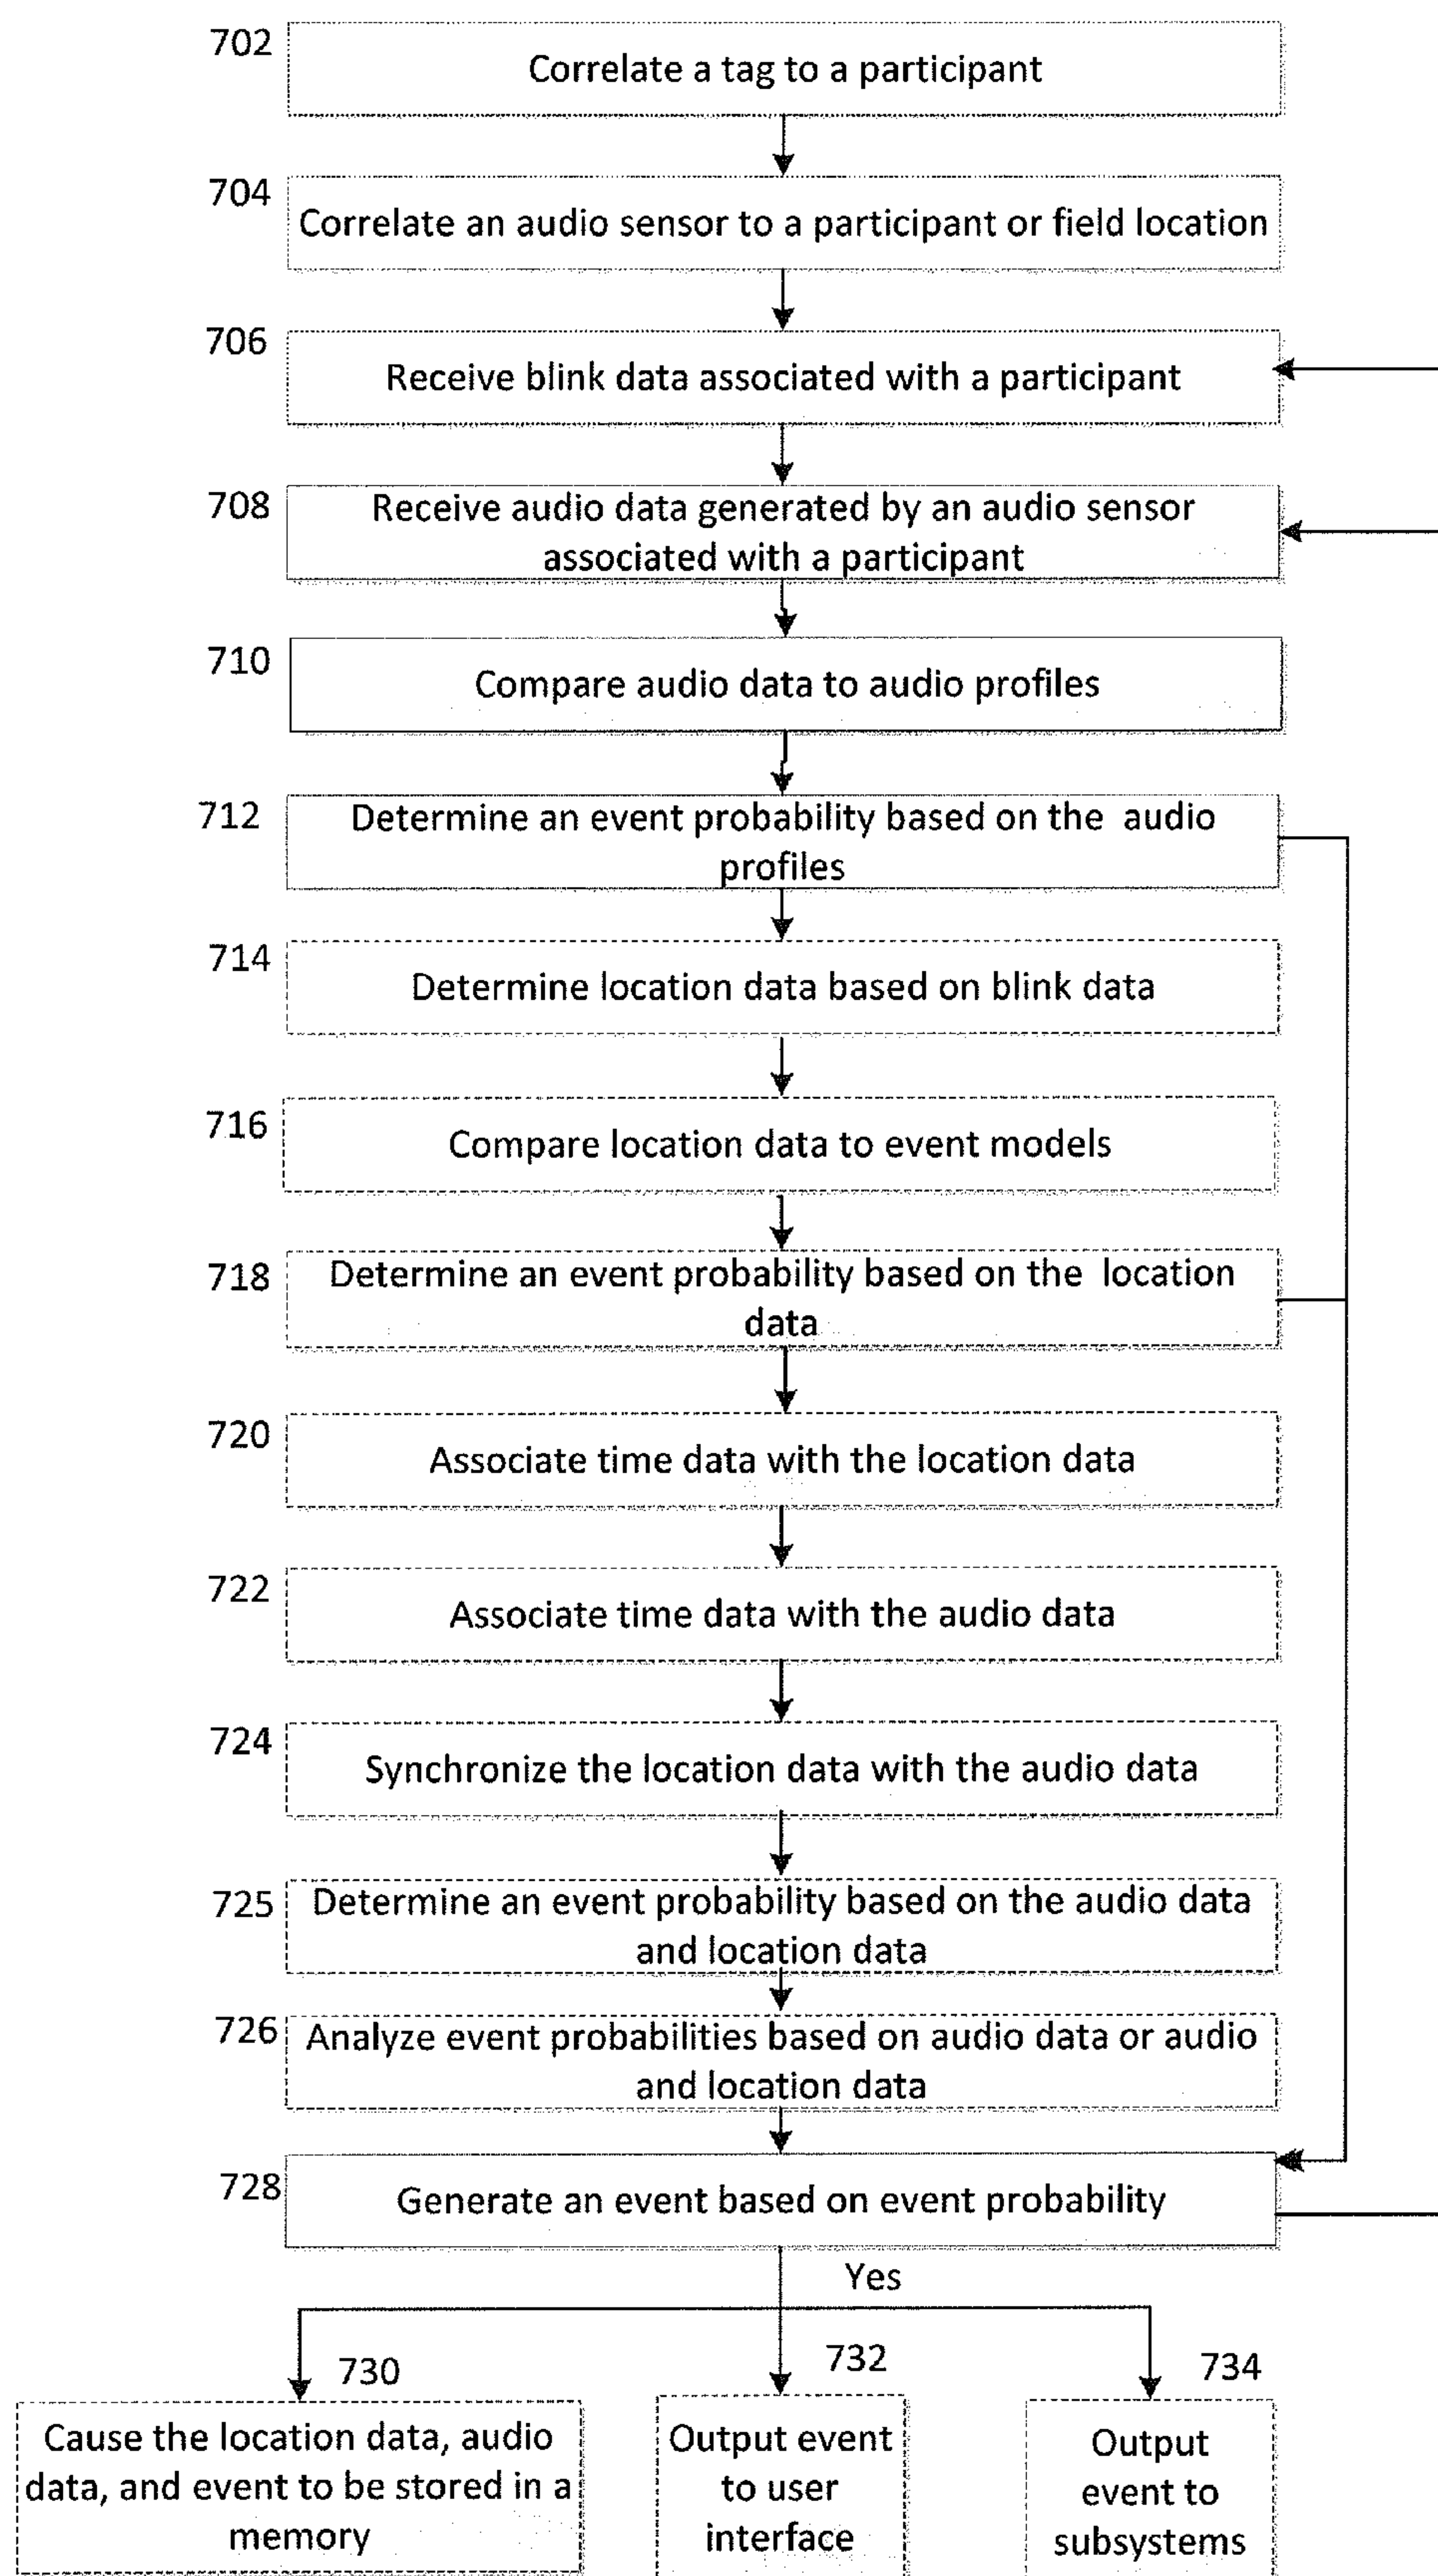 702
Correlate a tag to a participant
704
Correlate an audio sensor to a participant or field location
706
Receive blink data associated with a participant
708
Receive audio data generated by an audio sensor
associated with a participant
710
Compare audio data to audio profiles
712
Determine an event probability based on the audio
profiles
714
Determine location data based on blink data
716
Compare location data to event models
718
Determine an event probability based on the location
data
720
Associate time data with the location data
722
Associate time data with the audio data
724
Synchronize the location data with the audio data
725
Determine an event probability based on the audio data
and location data
726
Analyze event probabilities based on audio data or audio
and location data
728
Generate an event based on event probability
Yes
730
Cause the location data, audio
data, and event to be stored in a
memory
732
Output event
to user
interface
734
Output
event to
subsystems